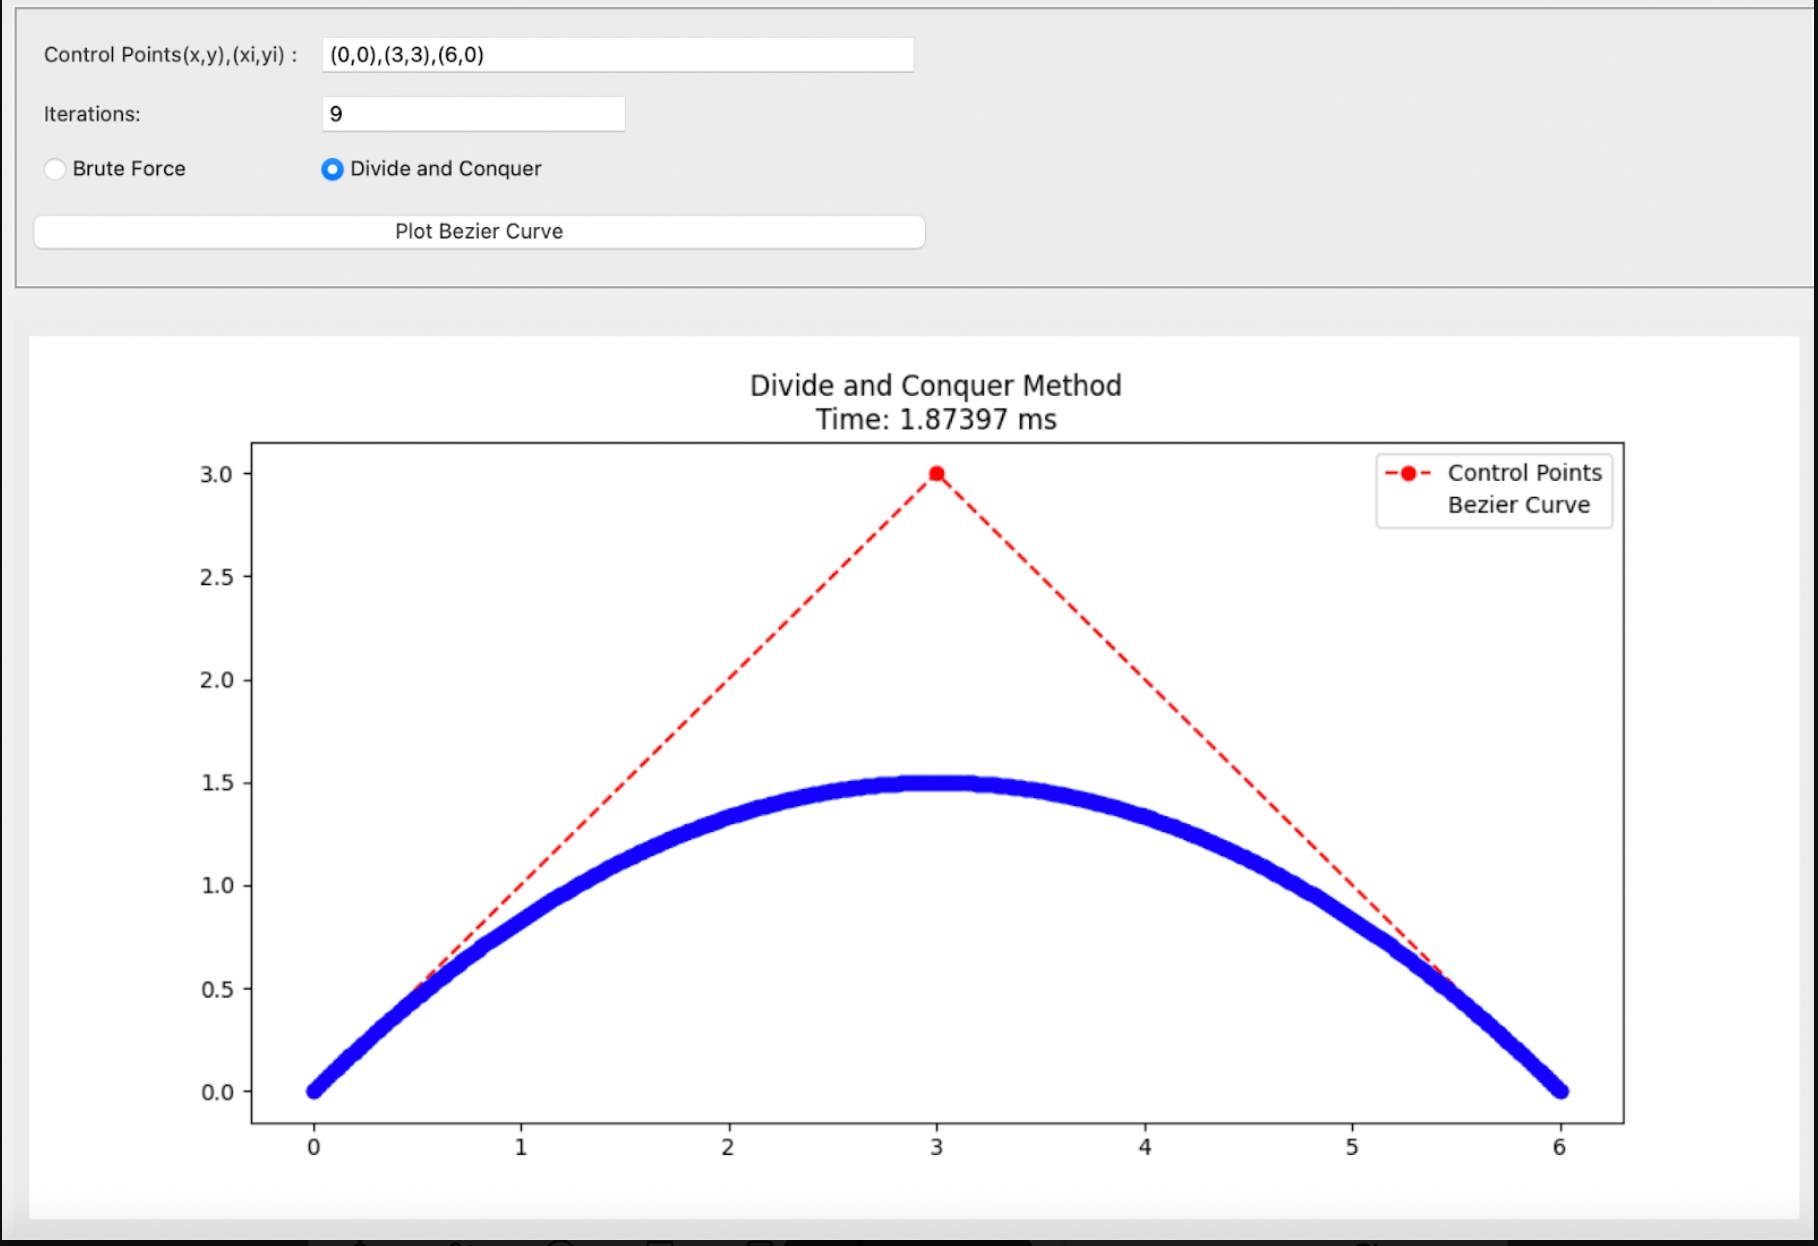 Control Points(x,y),(xi,yi) : (0,0),(3,3),(6,0)
Iterations: 9
Brute Force Divide and Conquer
Plot Bezier Curve
Divide and Conquer Method
Time: 1.87397 ms
Control Points
Bezier Curve
3.0
2.5
2.0
1.5
1.0
0.5
0.0
0 1 2 3 4 5 6